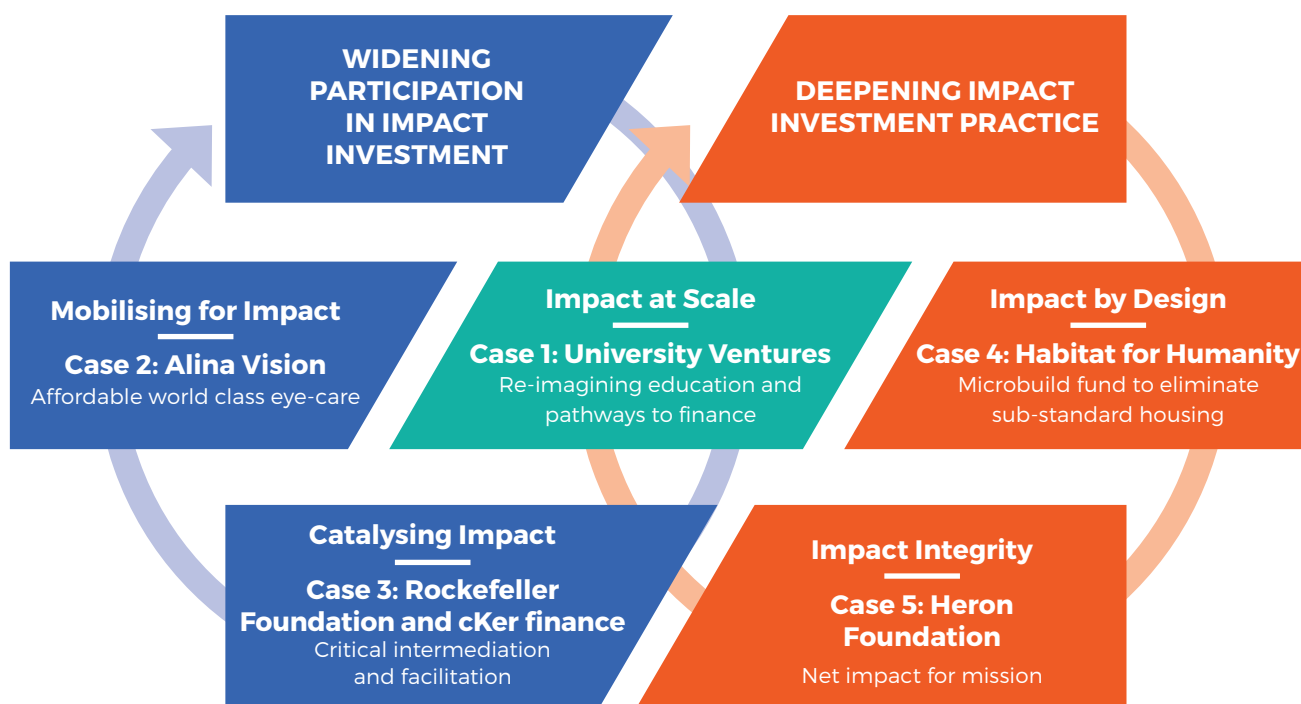 WIDENING
PARTICIPATION
IN IMPACT
INVESTMENT
DEEPENING IMPACT
INVESTMENT PRACTICE
Mobilising for Impact
Case 2: Alina Vision
Affordable world class eye-care
Impact at Scale
Case 1: University Ventures
Re-imagining education and
pathways to finance
Impact by Design
Case 4: Habitat for Humanity
Microbuild fund to eliminate
sub-standard housing
Catalysing Impact
Case 3: Rockefeller
Foundation and cKer finance
Critical intermediation
and facilitation
Impact Integrity
Case 5: Heron
Foundation
Net impact for mission